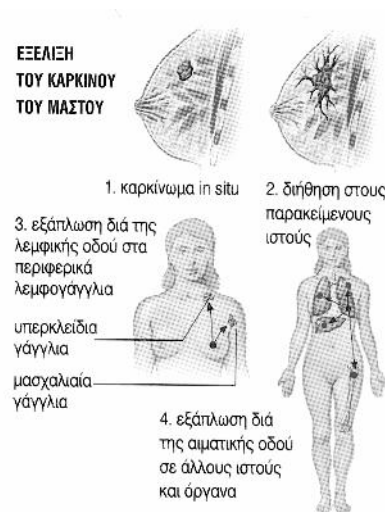 ΕΞΕΛΙΞΗ
ΤΟΥ ΚΑΡΚΙΝΟΥ
ΤΟΥ ΜΑΣΤΟΥ
1. καρκίνωμα in situ
2. διήθηση στους
παρακείμενους
ιστούς
3. εξάπλωση διά της
λεμφικής οδού στα
περιφερικά
λεμφογάγγλια
υπερκλείδια
γάγγλια
μασχαλιαία
γάγγλια
4. εξάπλωση διά
της αιματικής οδού
σε άλλους ιστούς
και όργανα